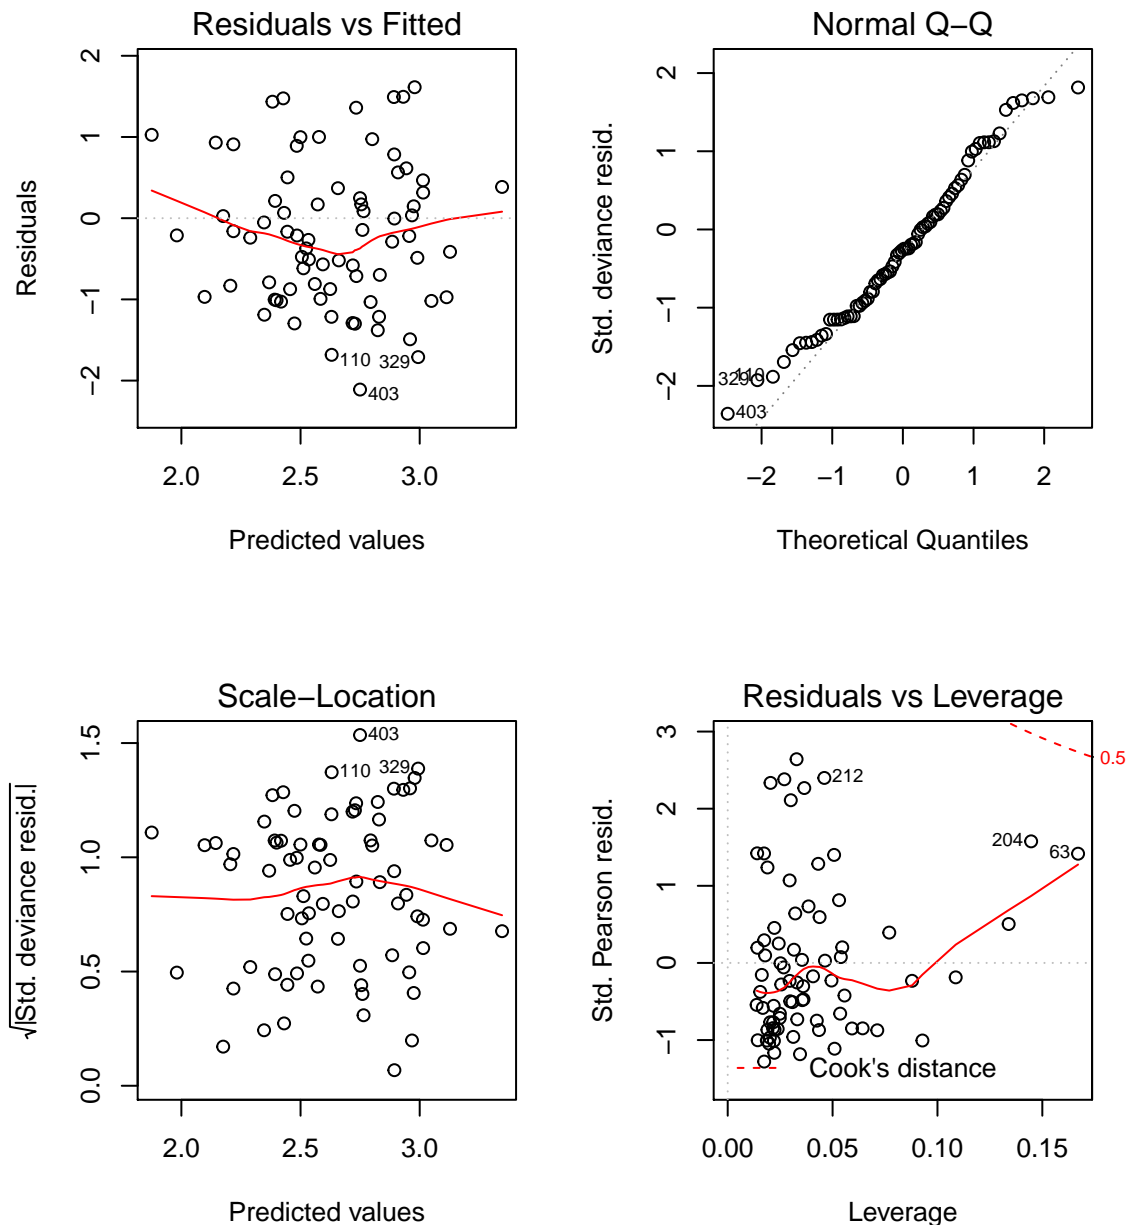 Residuals vs Fitted
Residuals
2
1
0
−1
−2
110
329
403
2.0 2.5 3.0
Predicted values
Normal Q−Q
Std. deviance resid.
2
1
0
−1
−2
110
329
403
−2 −1 0 1 2
Theoretical Quantiles
Scale−Location
√|Std. deviance resid.|
1.5
1.0
0.5
0.0
403
110
329
2.0 2.5 3.0
Predicted values
Residuals vs Leverage
Std. Pearson resid.
3
2
1
0
−1
0.5
212
204
63
Cook's distance
0.00 0.05 0.10 0.15
Leverage